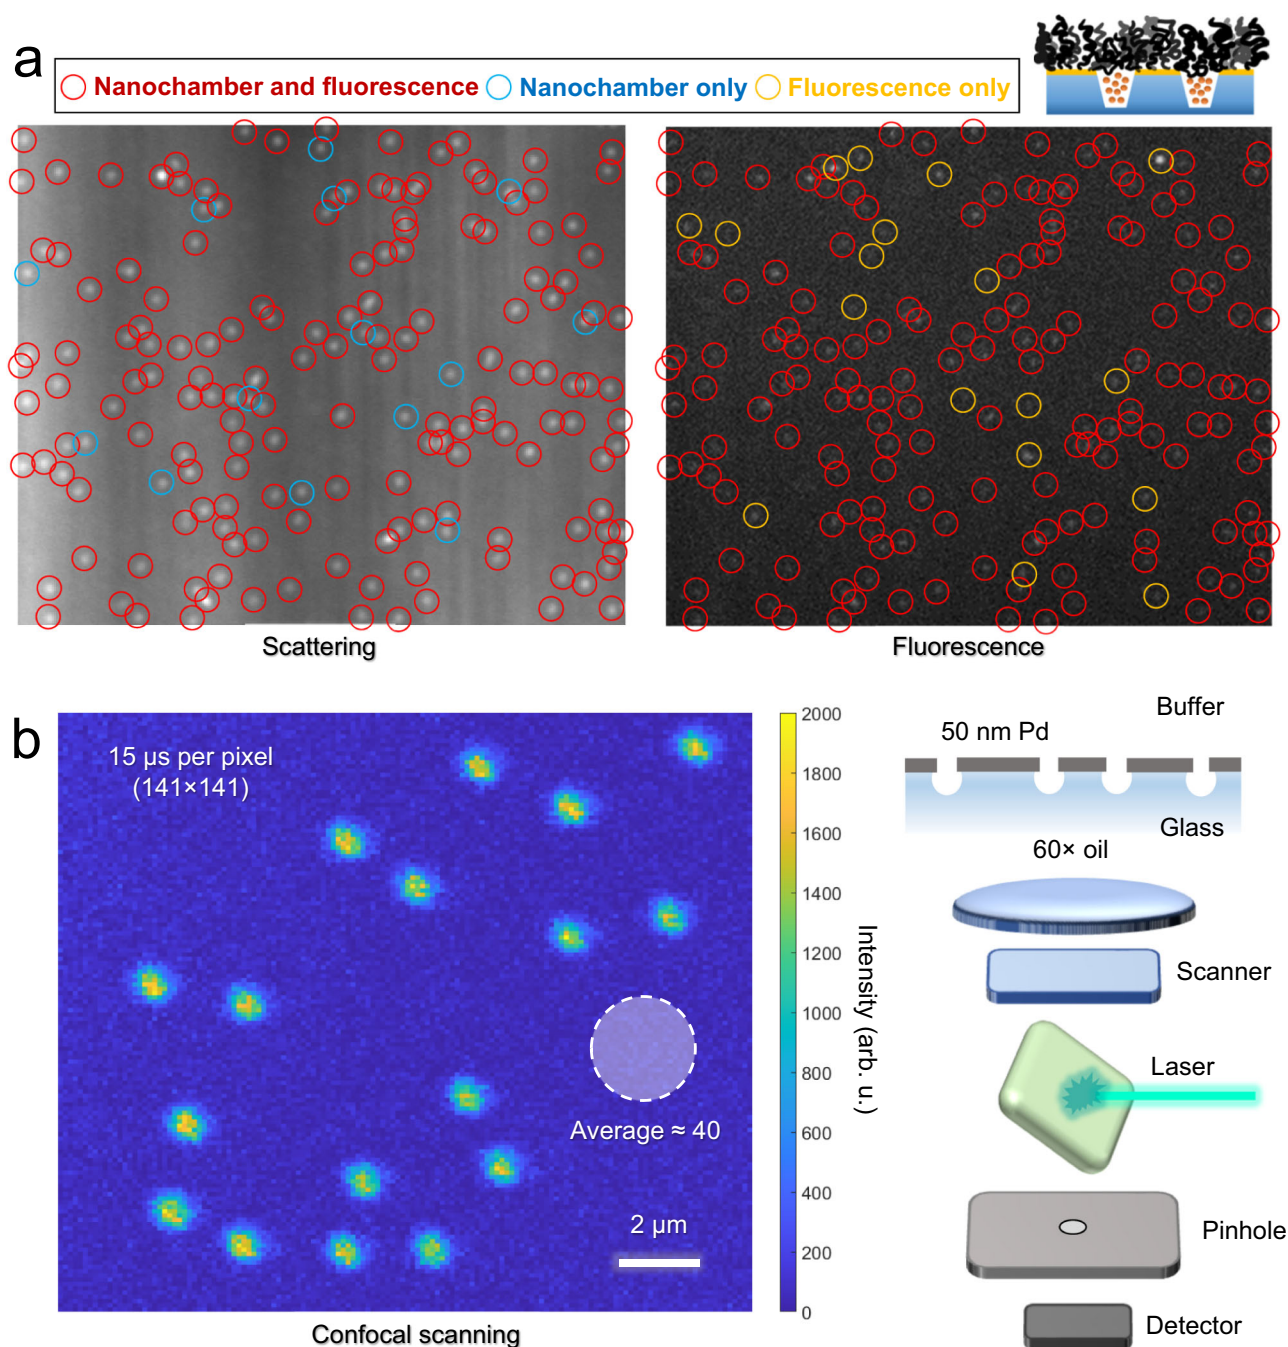 a
Nanochamber and fluorescence Nanochamber only Fluorescence only
Scattering
Fluorescence
b
15 µs per pixel
(141×141)
Average ≈ 40
2 µm
Confocal scanning
2000
1800
1600
1400
1200
1000
800
600
400
200
0
Intensity (arb. u.)
Buffer
50 nm Pd
Glass
60× oil
Scanner
Laser
Pinhole
Detector